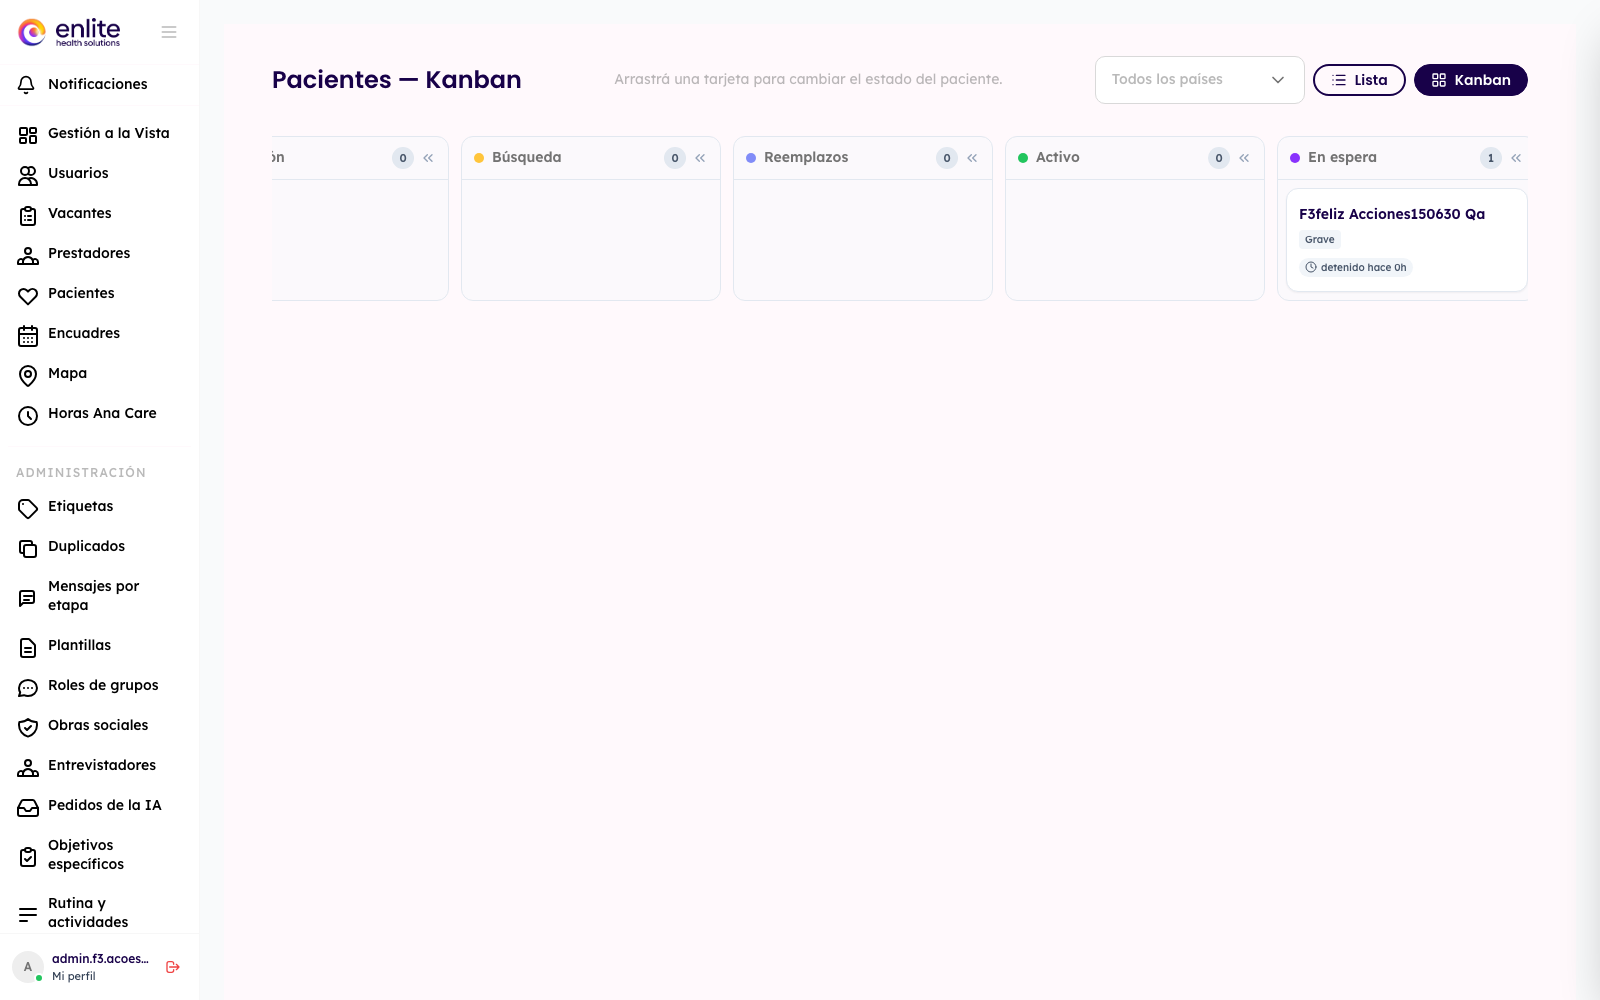 enlite
health solutions
Notificaciones
Gestión a la Vista
Usuarios
Vacantes
Prestadores
Pacientes
Encuadres
Mapa
Horas Ana Care
ADMINISTRACIÓN
Etiquetas
Duplicados
Mensajes por
etapa
Plantillas
Roles de grupos
Obras sociales
Entrevistadores
Pedidos de la IA
Objetivos
específicos
Rutina y
actividades
A
admin.f3.acoes...
Mi perfil
Pacientes — Kanban
Arrastrá una tarjeta para cambiar el estado del paciente.
Todos los países
Lista
Kanban
ón 0
Búsqueda 0
Reemplazos 0
Activo 0
En espera 1
F3feliz Acciones150630 Qa
Grave
detenido hace 0h